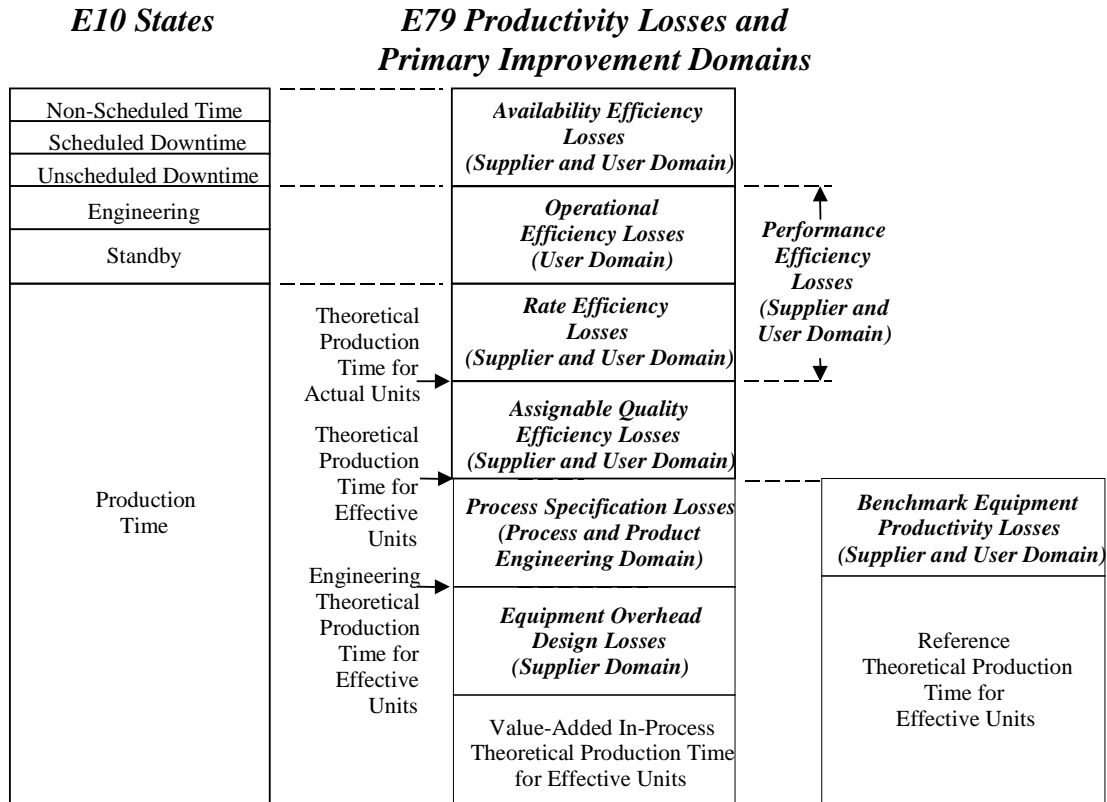 E10 States
E79 Productivity Losses and
Primary Improvement Domains
Non-Scheduled Time
Scheduled Downtime
Unscheduled Downtime
Engineering
Standby
Production
Time
Theoretical
Production
Time for
Actual Units
Theoretical
Production
Time for
Effective
Units
Engineering
Theoretical
Production
Time for
Effective
Units
Availability Efficiency
Losses
(Supplier and User Domain)
Operational
Efficiency Losses
(User Domain)
Rate Efficiency
Losses
(Supplier and User Domain)
Assignable Quality
Efficiency Losses
(Supplier and User Domain)
Process Specification Losses
(Process and Product
Engineering Domain)
Equipment Overhead
Design Losses
(Supplier Domain)
Value-Added In-Process
Theoretical Production Time
for Effective Units
Performance
Efficiency
Losses
(Supplier and
User Domain)
Benchmark Equipment
Productivity Losses
(Supplier and User Domain)
Reference
Theoretical Production
Time for
Effective Units